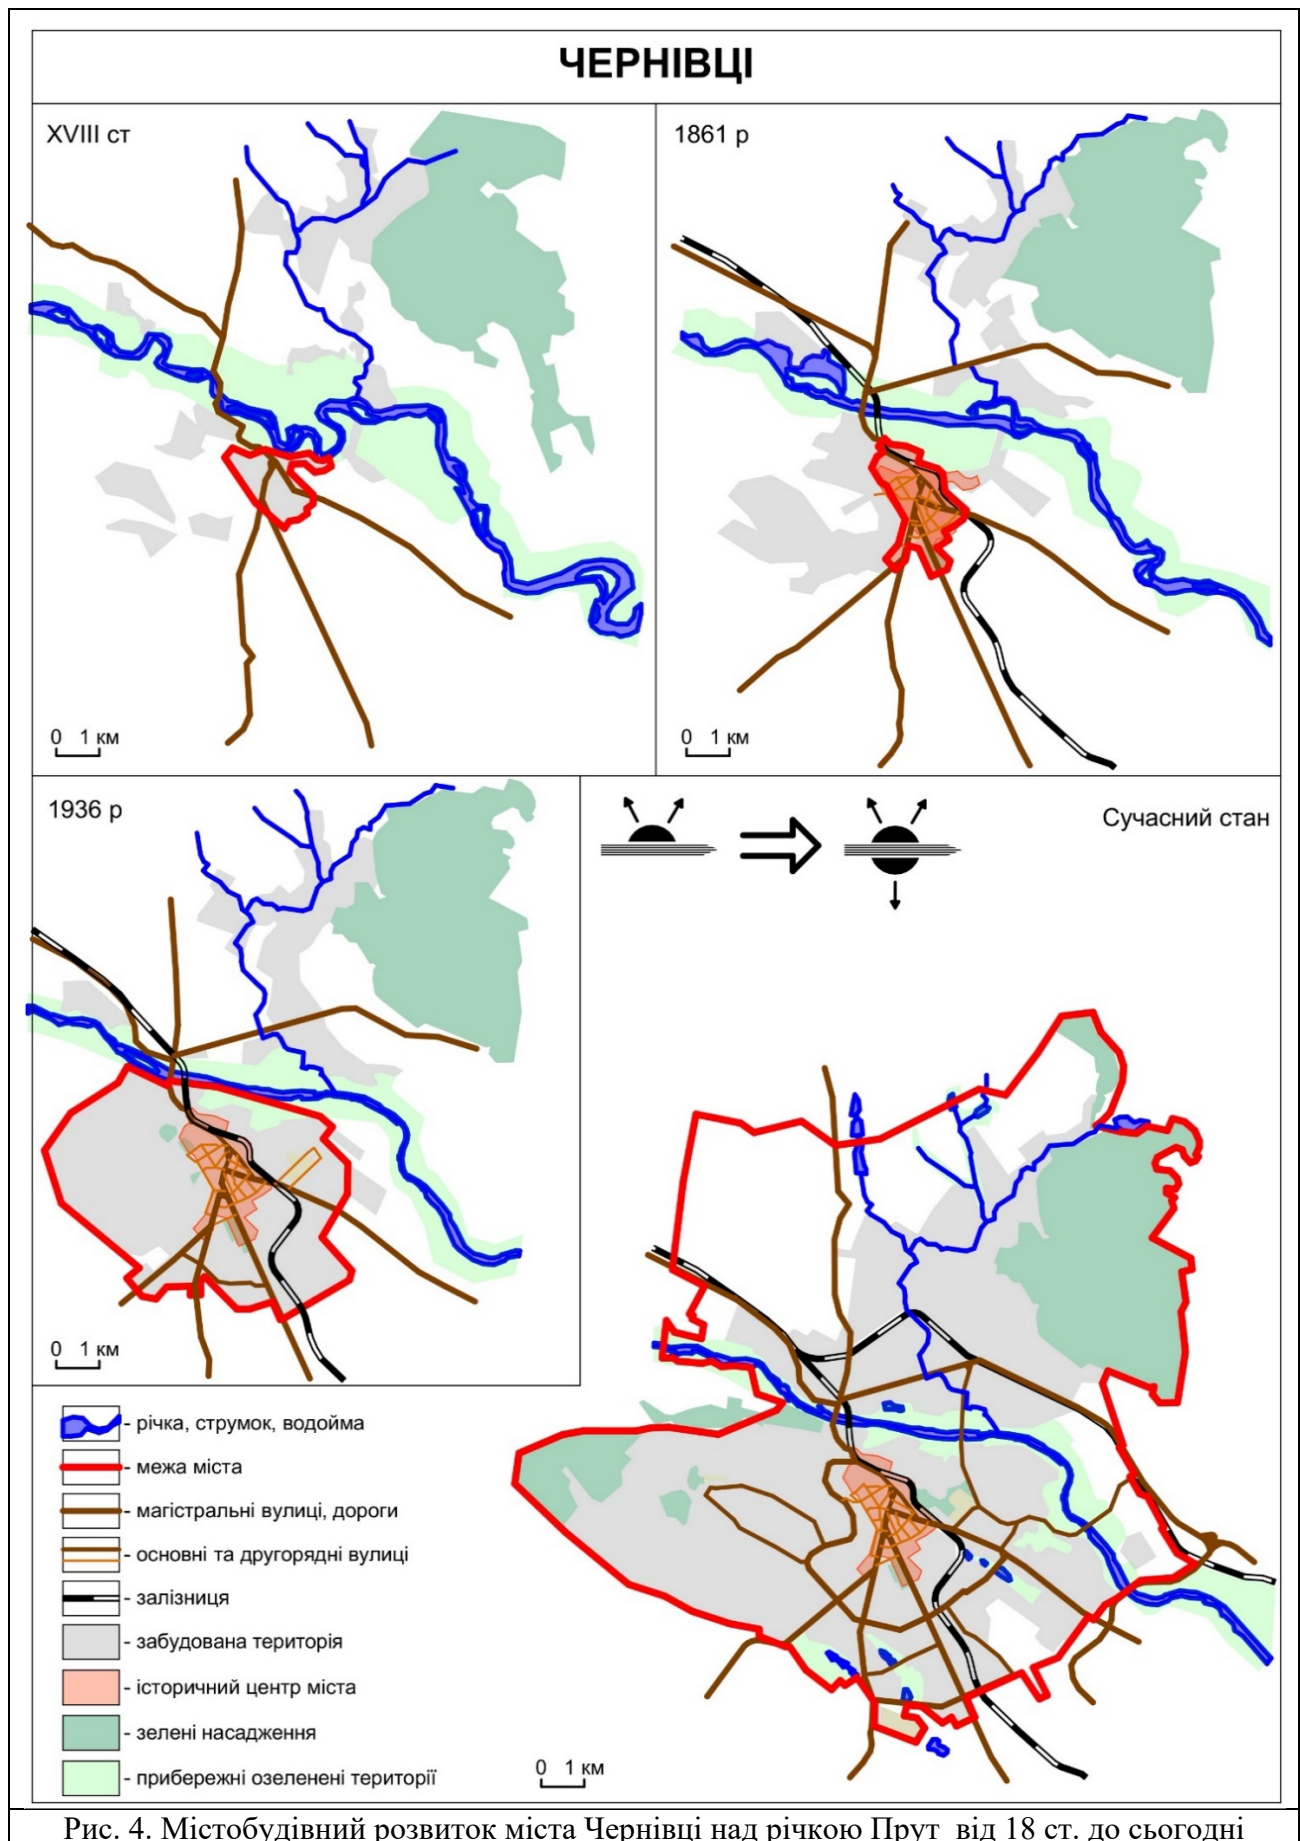 ЧЕРНІВЦІ
XVIII ст
1861 р
0 1 км
0 1 км
1936 р
Сучасний стан
0 1 км
- річка, струмок, водойма
- межа міста
- магістральні вулиці, дороги
- основні та другорядні вулиці
- залізниця
- забудована територія
- історичний центр міста
- зелені насадження
- прибережні озеленені території
0 1 км
Рис. 4. Містобудівний розвиток міста Чернівці над річкою Прут від 18 ст. до сьогодні